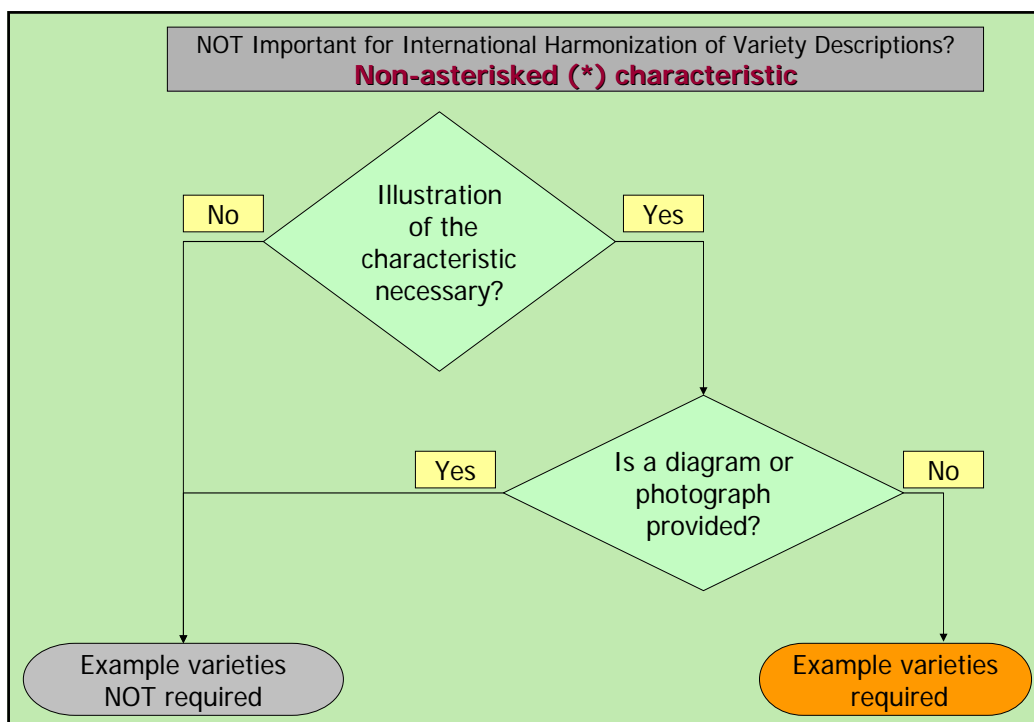 NOT Important for International Harmonization of Variety Descriptions?
Non-asterisked (*) characteristic
Illustration
of the
characteristic
necessary?
No
Yes
Is a diagram or
photograph
provided?
Yes
No
Example varieties
NOT required
Example varieties
required